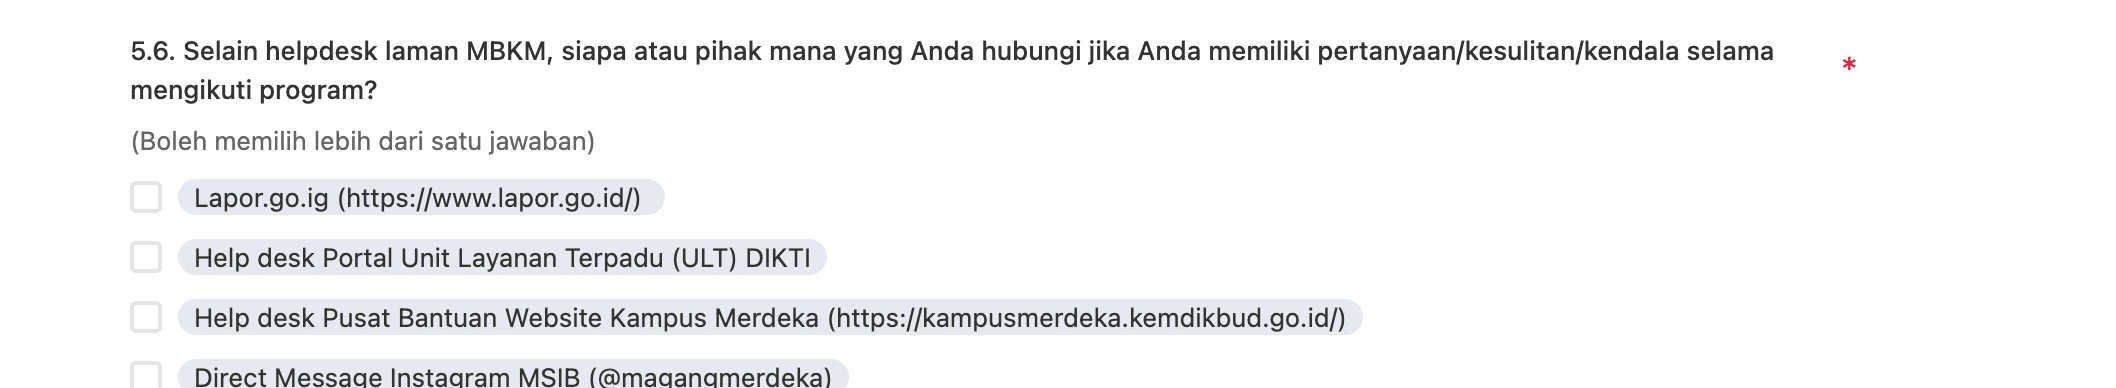 5.6. Selain helpdesk laman MBKM, siapa atau pihak mana yang Anda hubungi jika Anda memiliki pertanyaan/kesulitan/kendala selama *
mengikuti program?
(Boleh memilih lebih dari satu jawaban)
Lapor.go.ig (https://www.lapor.go.id/)
Help desk Portal Unit Layanan Terpadu (ULT) DIKTI
Help desk Pusat Bantuan Website Kampus Merdeka (https://kampusmerdeka.kemdikbud.go.id/)
Direct Message Instagram MSIB (@magangmerdeka)